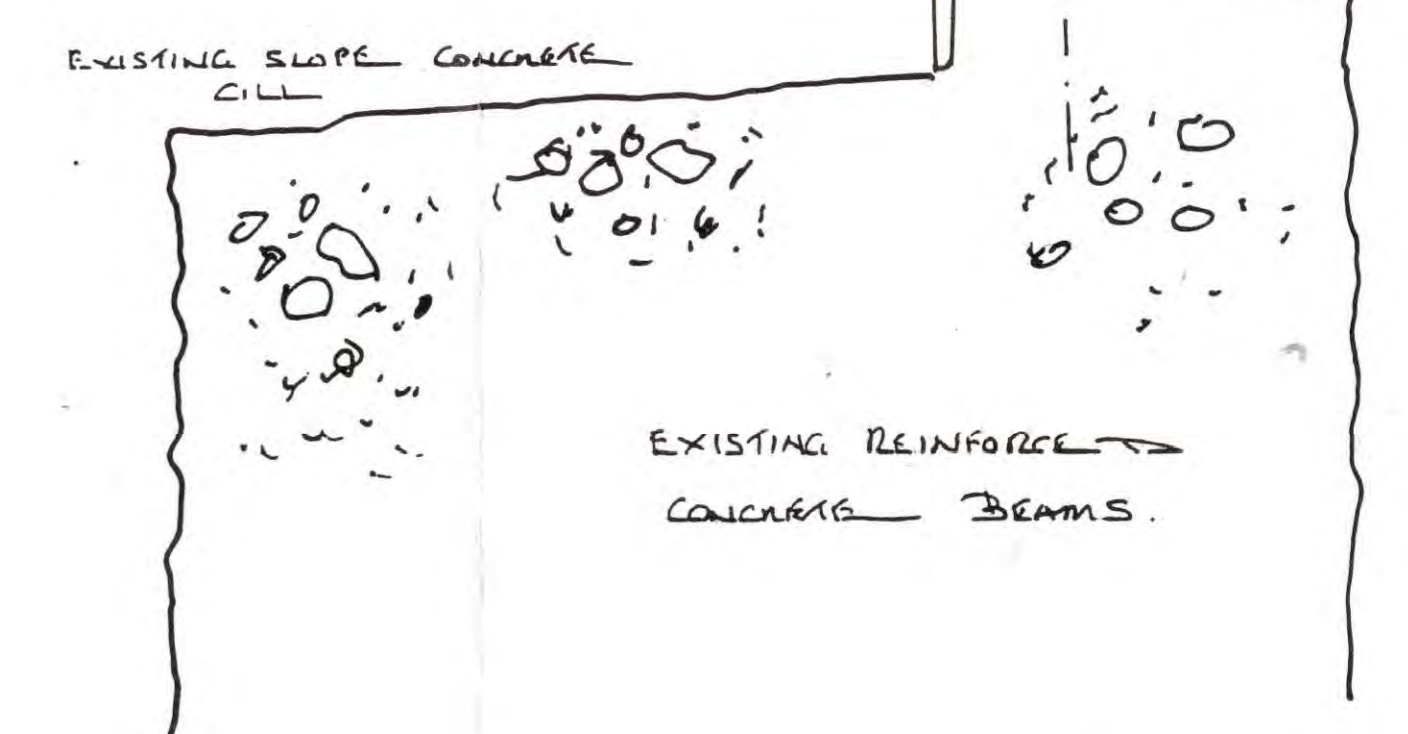 EXISTING SLOPE CONCRETE
CILL
EXISTING REINFORCED
CONCRETE BEAMS.